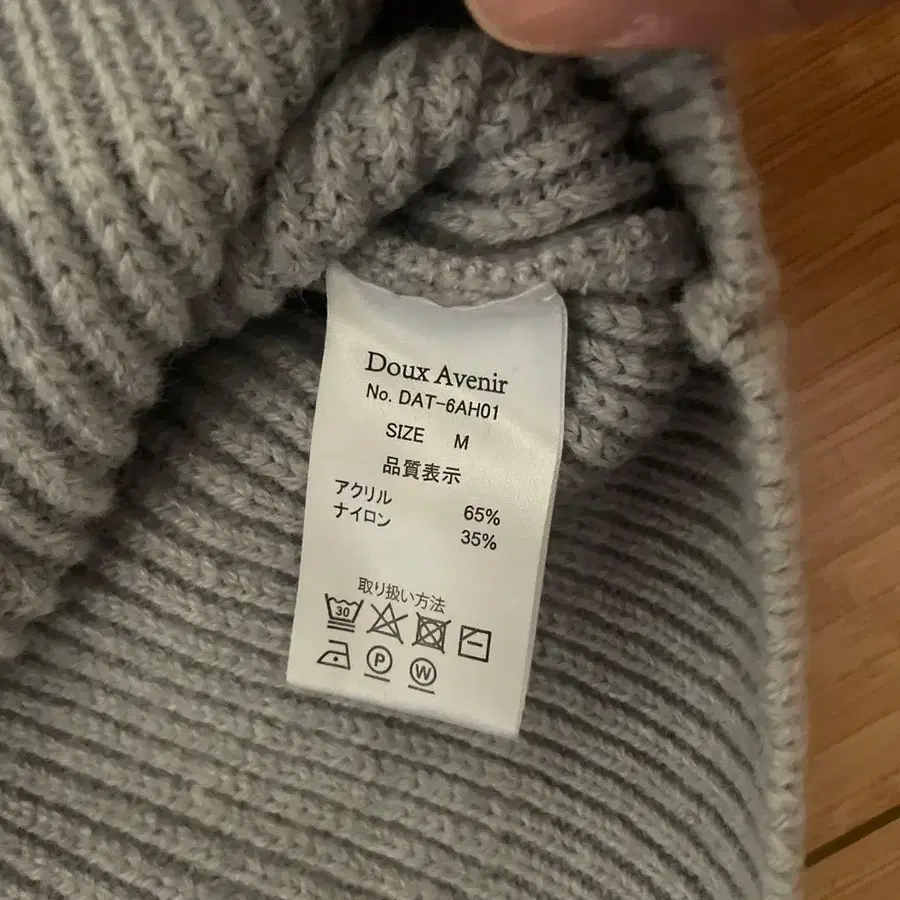 Doux Avenir
No. DAT-6AH01
SIZE M
品質表示
アクリル 65%
ナイロン 35%
取り扱い方法
30
P W